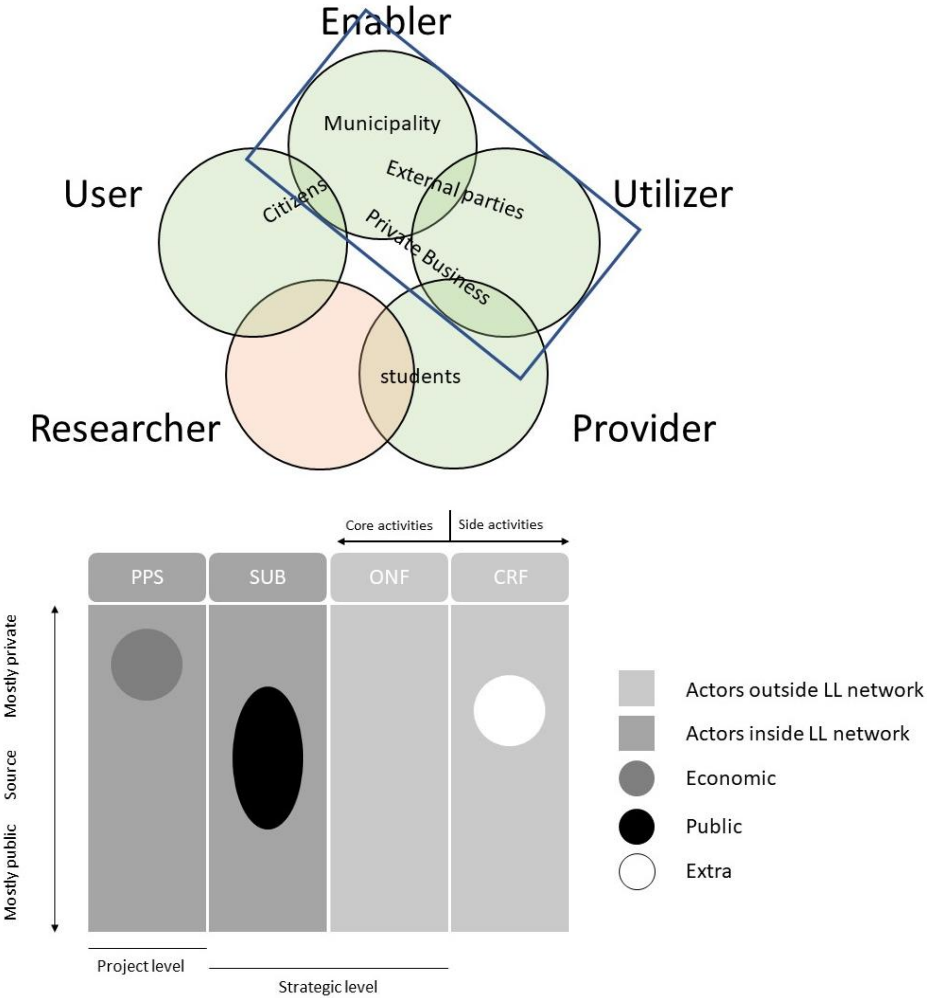 Enabler
Municipality
External parties
User
Citizens
Utilizer
Private Business
students
Researcher
Provider
Core activities
Side activities
PPS
SUB
ONF
CRF
Mostly private
Source
Mostly public
Actors outside LL network
Actors inside LL network
Economic
Public
Extra
Project level
Strategic level